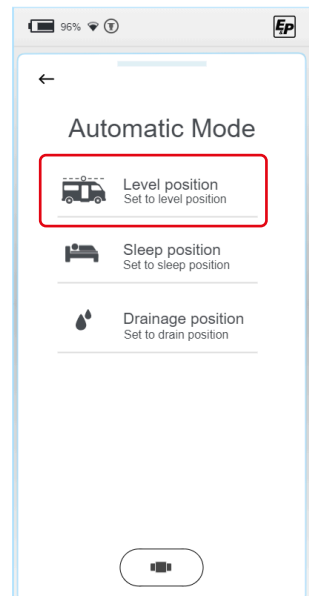 96%
EP
Automatic Mode
Level position
Set to level position
Sleep position
Set to sleep position
Drainage position
Set to drain position